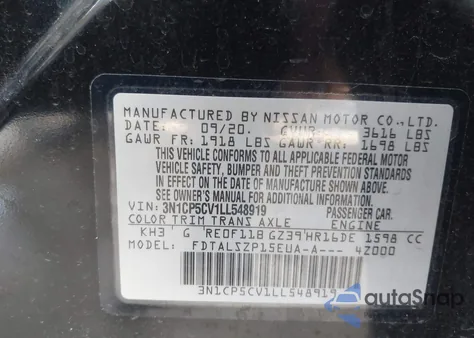 MANUFACTURED BY NISSAN MOTOR CO., LTD.
DATE: 09/20. GVWR: 3616 LBS
GAWR FR: 1918 LBS GAWR RR: 1698 LBS
THIS VEHICLE CONFORMS TO ALL APPLICABLE FEDERAL MOTOR
VEHICLE SAFETY, BUMPER AND THEFT PREVENTION STANDARDS
IN EFFECT ON THE DATE OF MANUFACTURE SHOWN ABOVE.
SEE OWNER'S MANUAL FOR ADDITIONAL INFORMATION.
VIN: 3N1CP5CV1LL548919 PASSENGER CAR
COLOR TRIM TRANS AXLE ENGINE
KH3 G RE0F11B GZ39 HR16DE 1598 CC
MODEL: FDTALSZP15EUA-A--- 4Z000
3N1CP5CV1LL548919
autoSnap